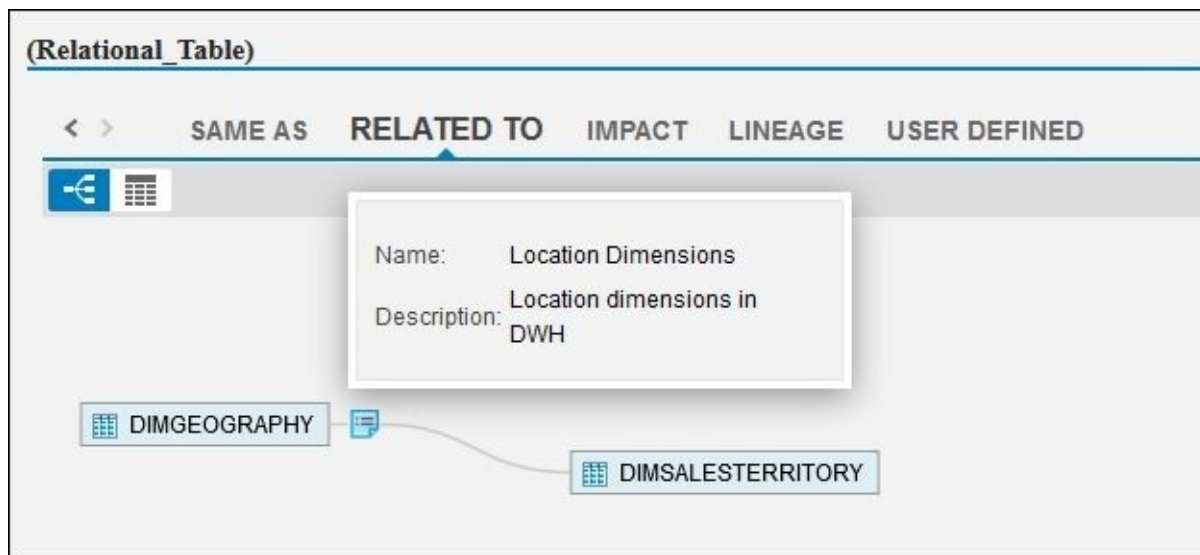 (Relational_Table)
< >
SAME AS RELATED TO IMPACT LINEAGE USER DEFINED
Name: Location Dimensions
Description: Location dimensions in
DWH
DIMGEOGRAPHY
DIMSALESTERRITORY